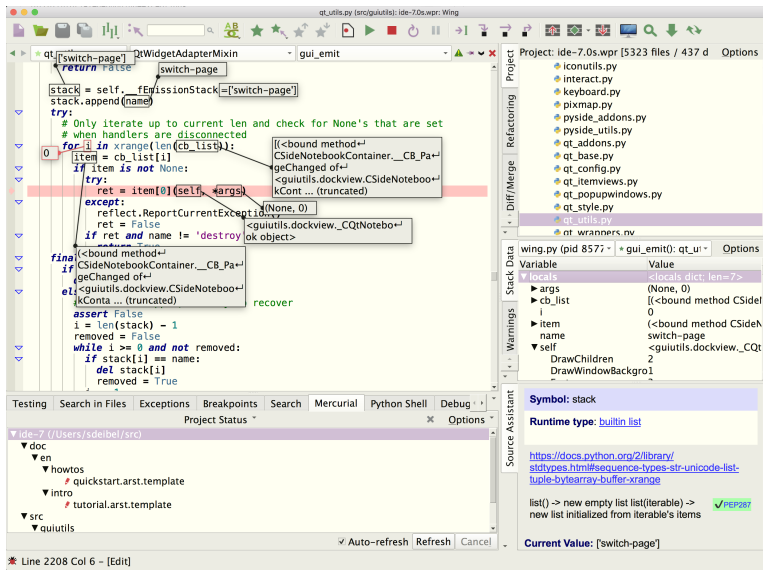 qt_utils.py (src/guiutils): ide-7.0s.wpr: Wing
QtWidgetAdapterMixin
gui_emit
return False
['switch-page']
switch-page
stack = self.__fEmissionStack
=['switch-page']
stack.append(name)
try:
# Only iterate up to current len and check for None's that are set
# when handlers are disconnected
for i in xrange(len(cb_list)):
0
item = cb_list[i]
if item is not None:
try:
ret = item[0](self, *args)
except:
reflect.ReportCurrentException()
ret = False
if ret and name != 'destroy
return True
[(<bound method↵
CSideNotebookContainer.__CB_Pa↵
geChanged of↵
<guiutils.dockview.CSideNeteboo↵
kCont ... (truncated)
(None, 0)
<guiutils.dockview._CQtNotebo↵
ok object>
(<bound method↵
CSideNotebookContainer.__CB_Pa↵
geChanged of↵
<guiutils.dockview.CSideNeteboo↵
kConta ... (truncated)
recover
assert False
i = len(stack) - 1
removed = False
while i >= 0 and not removed:
if stack[i] == name:
del stack[i]
removed = True
Testing
Search in Files
Exceptions
Breakpoints
Search
Mercurial
Python Shell
Debug
Project Status
Options
ide-7 (/Users/sdeibel/src)
doc
en
howtos
quickstart.arst.template
intro
tutorial.arst.template
src
guiutils
Auto-refresh
Refresh
Cancel
Line 2208 Col 6 - [Edit]
Project
Refactoring
Diff/Merge
Project: ide-7.0s.wpr [5323 files / 437 d
Options
iconutils.py
interact.py
keyboard.py
pixmap.py
pyside_addons.py
pyside_utils.py
qt_addons.py
qt_base.py
qt_config.py
qt_itemviews.py
qt_popupwindows.py
qt_style.py
qt_utils.py
qt_wrappers.py
Stack Data
Warnings
wing.py (pid 8577
gui_emit(): qt_u
Options
Variable
Value
locals
<locals dict; len=7>
args
(None, 0)
cb_list
[(<bound method CSideN
i
0
item
(<bound method CSideN
name
switch-page
self
<guiutils.dockview._CQt
DrawChildren
2
DrawWindowBackgro
1
Source Assistant
Symbol: stack
Runtime type: builtin list
https://docs.python.org/2/library/
stdtypes.html#sequence-types-str-unicode-list-
tuple-bytearray-buffer-xrange
list() -> new empty list list(iterable) ->
new list initialized from iterable's items
✓PEP287
Current Value: ['switch-page']